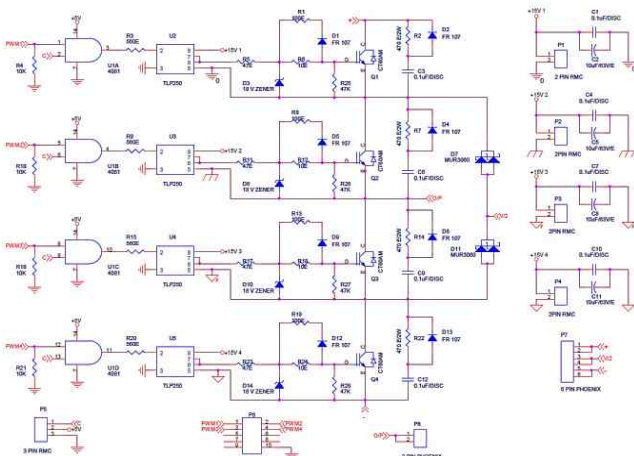 +5V
PWM1
C
R4
10K
U1A
4081
R3
560E
U2
TLP250
+15V 1
R5
47E
D3
18 V ZENER
R1
D1
FR 107
R6
10E
R25
47K
Q1
CT60AM
R2
470 E/2W
D2
FR 107
C3
0.1uF/DISC
+5V
PWM2
C
R10
10K
U1B
4081
R9
560E
U3
TLP250
+15V 2
R11
47E
D6
18 V ZENER
R8
D5
FR 107
R12
10E
R26
47K
Q2
CT60AM
R7
470 E/2W
D4
FR 107
C6
0.1uF/DISC
D7
MUR3060
O/P
VG
+5V
PWM3
C
R16
10K
U1C
4081
R15
560E
U4
TLP250
+15V 3
R17
47E
D10
18 V ZENER
R13
D9
FR 107
R18
10E
R27
47K
Q3
CT60AM
R14
470 E/2W
FR 107
C9
0.1uF/DISC
D11
MUR3060
+5V
PWM4
C
R21
10K
U1D
4081
R20
560E
U5
TLP250
+15V 4
R23
47E
D14
18 V ZENER
R19
D12
FR 107
R24
10E
R28
47K
Q4
CT60AM
R22
470 E/2W
D13
FR 107
C12
0.1uF/DISC
+15V 1
P1
2 PIN RMC
C1
0.1uF/DISC
C2
10uF/63V/E
+15V 2
P2
2PIN RMC
C4
0.1uF/DISC
C5
10uF/63V/E
+15V 3
P3
2PIN RMC
C7
0.1uF/DISC
C8
10uF/63V/E
+15V 4
P4
2PIN RMC
C10
0.1uF/DISC
C11
10uF/63V/E
P7
6 PIN PHOENIX
P5
C
+5V
3 PIN RMC
PWM1
PWM3
PWM2
PWM4
O/P